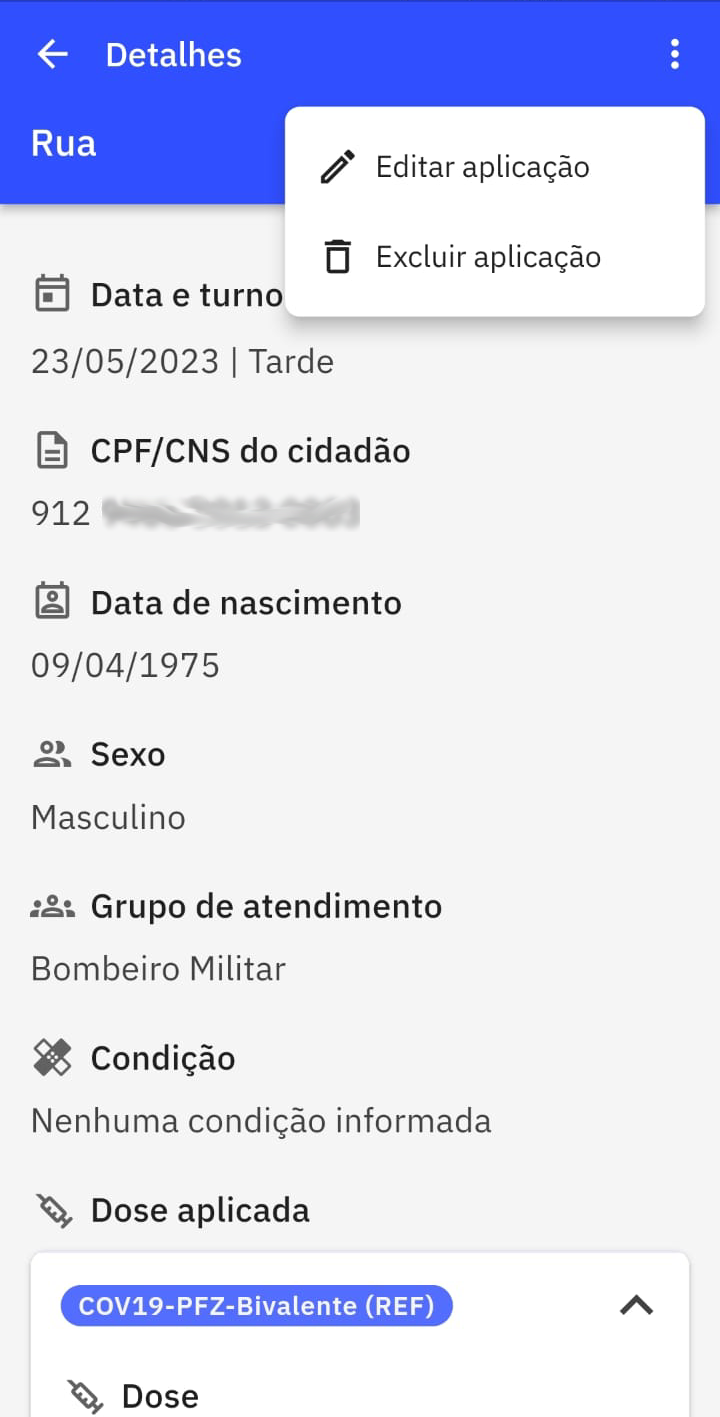 Detalhes
Rua
Editar aplicação
Excluir aplicação
Data e turno
23/05/2023 | Tarde
CPF/CNS do cidadão
912
Data de nascimento
09/04/1975
Sexo
Masculino
Grupo de atendimento
Bombeiro Militar
Condição
Nenhuma condição informada
Dose aplicada
COV19-PFZ-Bivalente (REF)
Dose